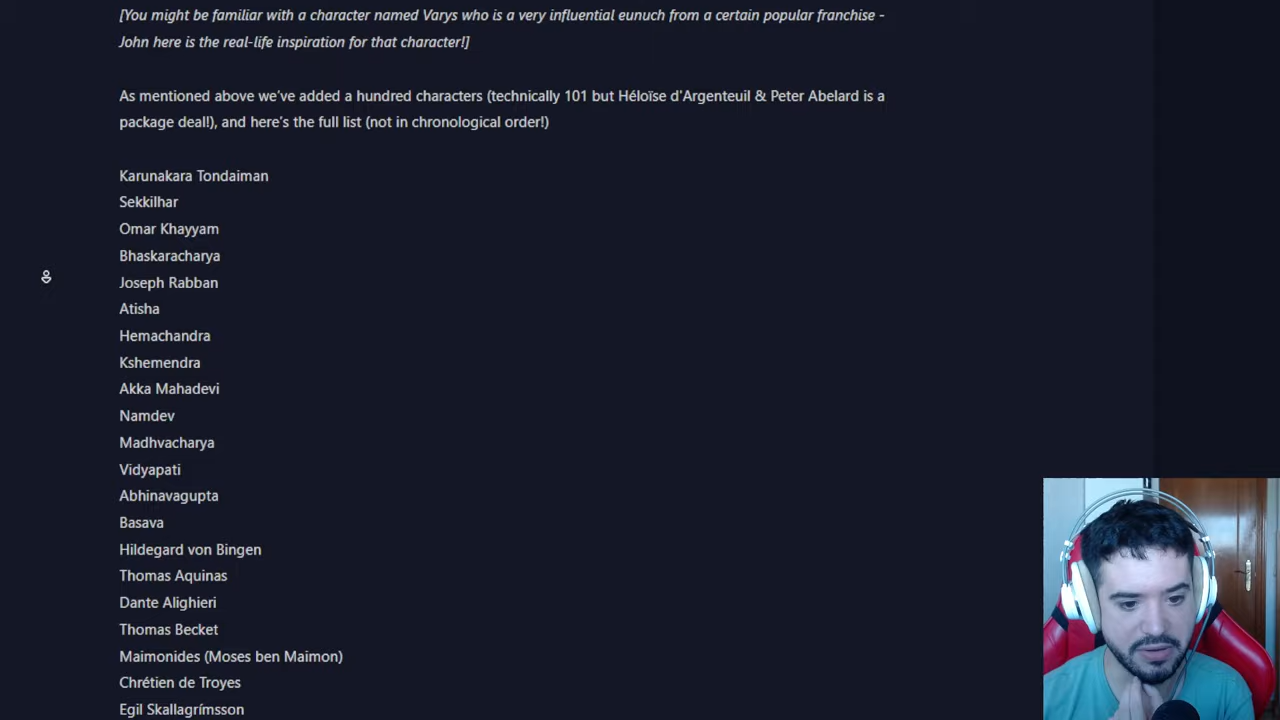 [You might be familiar with a character named Varys who is a very influential eunuch from a certain popular franchise -
John here is the real-life inspiration for that character!]
As mentioned above we've added a hundred characters (technically 101 but Héloïse d'Argenteuil & Peter Abelard is a
package deal!), and here's the full list (not in chronological order!)
Karunakara Tondaiman
Sekkilhar
Omar Khayyam
Bhaskaracharya
Joseph Rabban
Atisha
Hemachandra
Kshemendra
Akka Mahadevi
Namdev
Madhvacharya
Vidyapati
Abhinavagupta
Basava
Hildegard von Bingen
Thomas Aquinas
Dante Alighieri
Thomas Becket
Maimonides (Moses ben Maimon)
Chrétien de Troyes
Egil Skallagrímsson